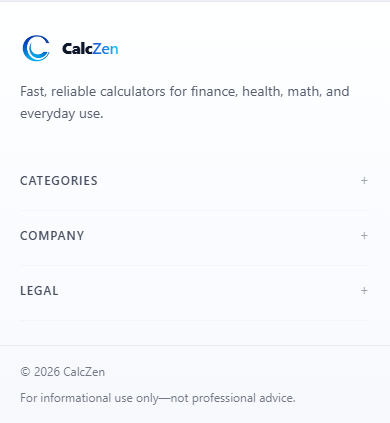 CalcZen
Fast, reliable calculators for finance, health, math, and
everyday use.
CATEGORIES +
COMPANY +
LEGAL +
© 2026 CalcZen
For informational use only—not professional advice.